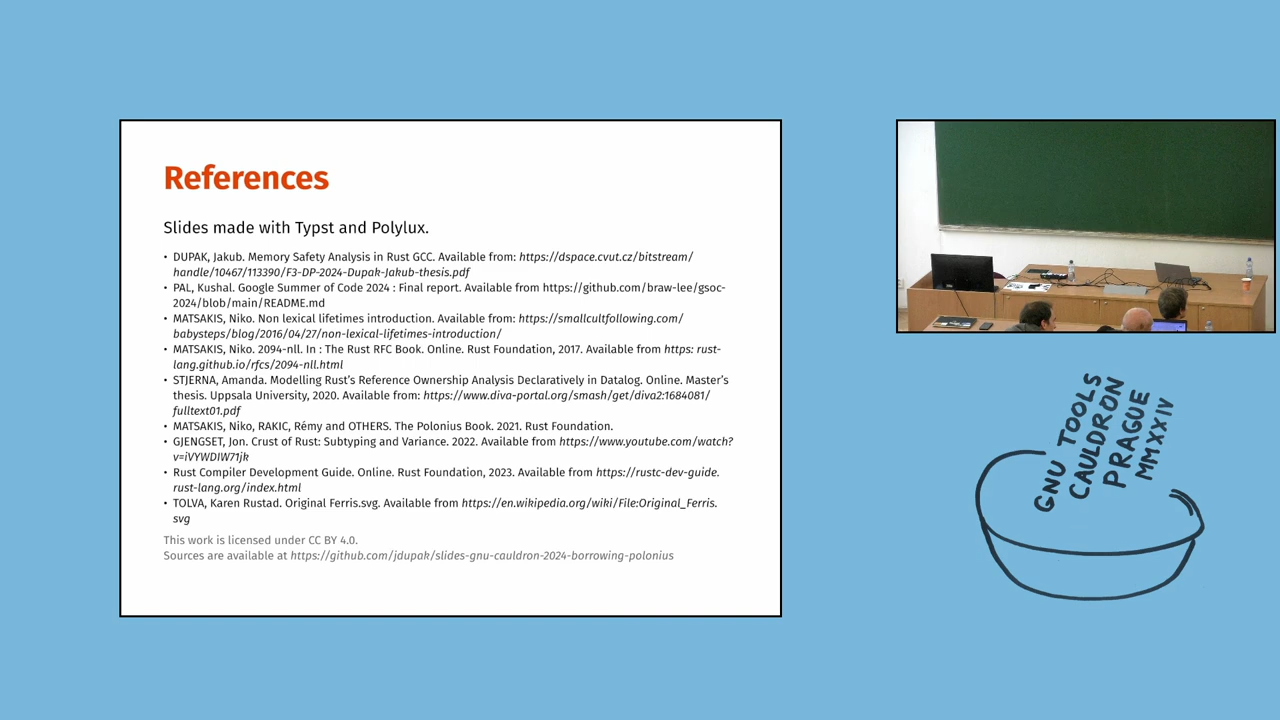 References
Slides made with Typst and Polylux.
• DUPAK, Jakub. Memory Safety Analysis in Rust GCC. Available from: https://dspace.cvut.cz/bitstream/
handle/10467/113390/F3-DP-2024-Dupak-Jakub-thesis.pdf
• PAL, Kushal. Google Summer of Code 2024 : Final report. Available from https://github.com/braw-lee/gsoc-
2024/blob/main/README.md
• MATSAKIS, Niko. Non lexical lifetimes introduction. Available from: https://smallcultfollowing.com/
babysteps/blog/2016/04/27/non-lexical-lifetimes-introduction/
• MATSAKIS, Niko. 2094-nll. In : The Rust RFC Book. Online. Rust Foundation, 2017. Available from https: rust-
lang.github.io/rfcs/2094-nll.html
• STJERNA, Amanda. Modelling Rust’s Reference Ownership Analysis Declaratively in Datalog. Online. Master’s
thesis. Uppsala University, 2020. Available from: https://www.diva-portal.org/smash/get/diva2:1684081/
fulltext01.pdf
• MATSAKIS, Niko, RAKIC, Rémy and OTHERS. The Polonius Book. 2021. Rust Foundation.
• GJENGSET, Jon. Crust of Rust: Subtyping and Variance. 2022. Available from https://www.youtube.com/watch?
v=iVYWDIW71jk
• Rust Compiler Development Guide. Online. Rust Foundation, 2023. Available from https://rustc-dev-guide.
rust-lang.org/index.html
• TOLVA, Karen Rustad. Original Ferris.svg. Available from https://en.wikipedia.org/wiki/File:Original_Ferris.
svg
This work is licensed under CC BY 4.0.
Sources are available at https://github.com/jdupak/slides-gnu-cauldron-2024-borrowing-polonius
GNU TOOLS
CAULDRON
PRAGUE
MMXXIV